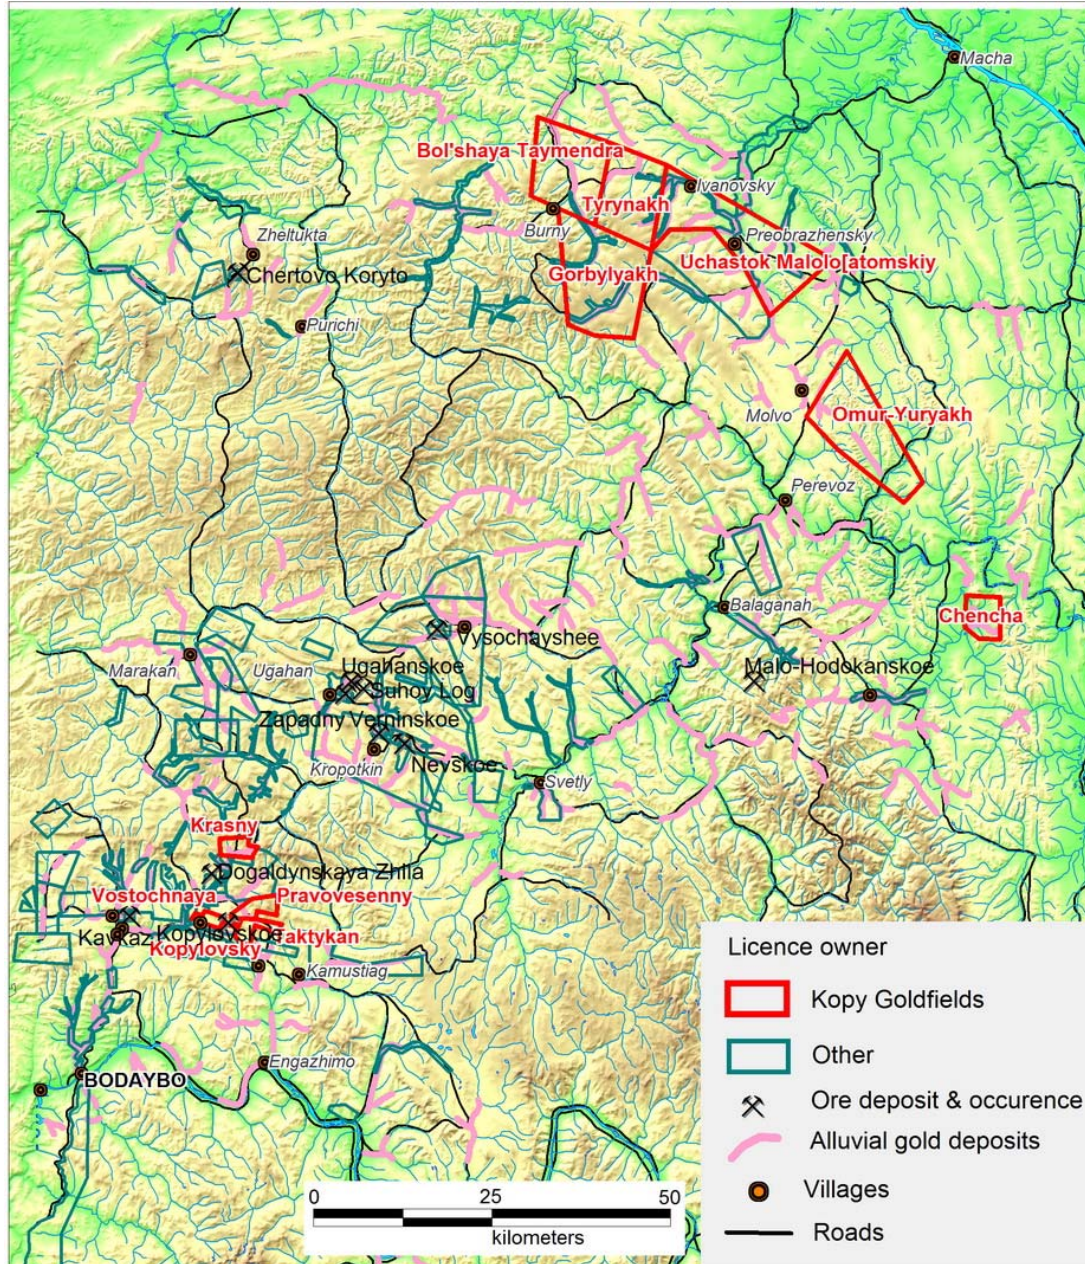 Macha
Bol'shaya Taymendra
Ivanovsky
Tyrynakh
Burny
Zheltukta
Preobrazhensky
Uchastok Malolo[atomskiy
Chertovo Koryto
Gorbylyakh
Purichi
Molvo
Omur-Yuryakh
Perevoz
Balaganah
Chencha
Vysochayshee
Marakan
Ugahan
Ugahanskoe
Malo-Hodokanskoe
Suhoy Log
Zapadny Verninskoe
Kropotkin
Nevskoe
Svetly
Krasny
Dogaldynskaya Zhila
Vostochnaya
Pravovesenny
Kavkaz
Kopylovskoe
Taktykan
Kopylovsky
Kamustiag
Engazhimo
BODAYBO
Licence owner
Kopy Goldfields
Other
Ore deposit & occurence
Alluvial gold deposits
Villages
Roads
0 25 50
kilometers